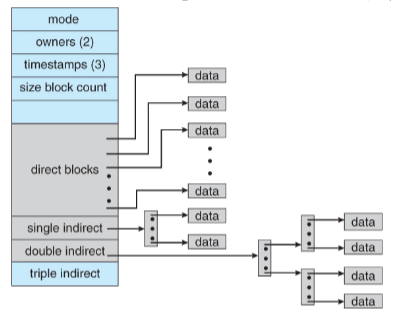 mode
owners (2)
timestamps (3)
size block count
direct blocks
single indirect
double indirect
triple indirect
data
data
data
data
data
data
data
data
data
data